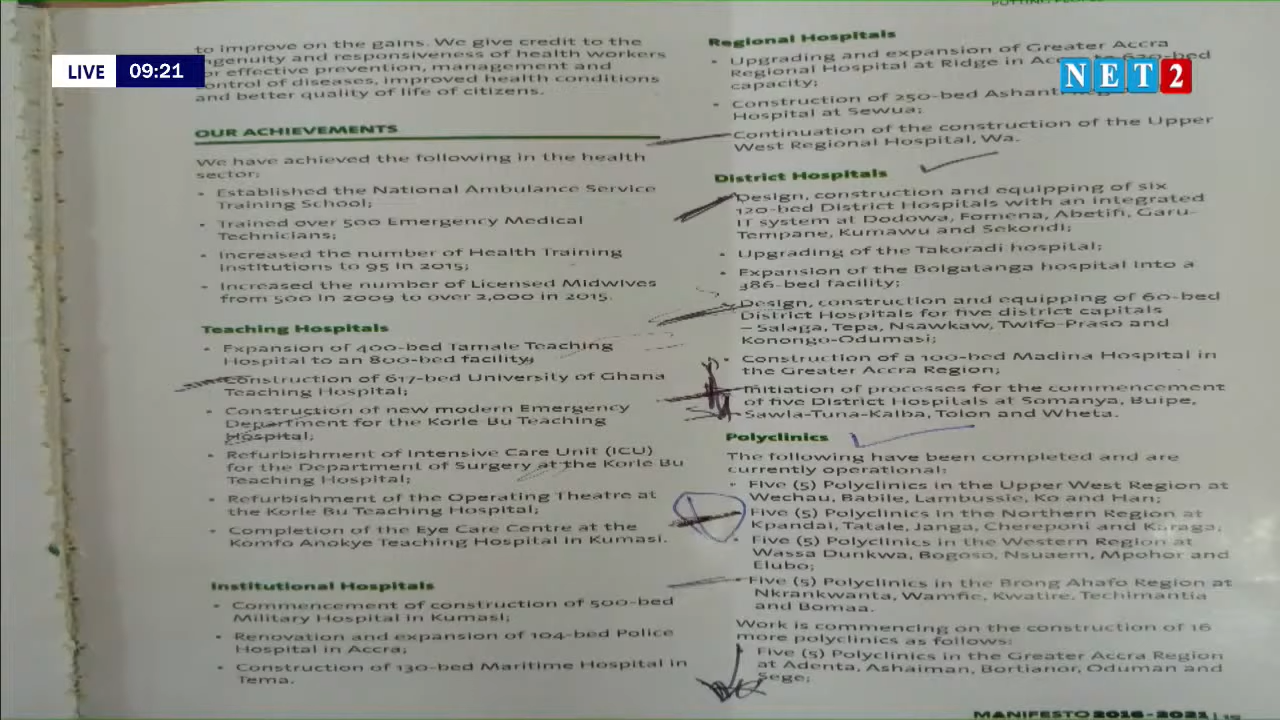 LIVE 09:21
NET 2
to improve on the gains. We give credit to the
ingenuity and responsiveness of health workers
for effective prevention, management and
control of diseases, improved health conditions
and better quality of life of citizens.
OUR ACHIEVEMENTS
We have achieved the following in the health
sector:
• Established the National Ambulance Service
Training School;
• Trained over 500 Emergency Medical
Technicians;
• Increased the number of Health Training
Institutions to 95 in 2015;
• Increased the number of Licensed Midwives
from 500 in 2009 to over 2,000 in 2015.
Teaching Hospitals
• Expansion of 400-bed Tamale Teaching
Hospital to an 800-bed facility;
Construction of 617-bed University of Ghana
Teaching Hospital;
• Construction of new modern Emergency
Department for the Korle Bu Teaching
Hospital;
• Refurbishment of Intensive Care Unit (ICU)
for the Department of Surgery at the Korle Bu
Teaching Hospital;
• Refurbishment of the Operating Theatre at
the Korle Bu Teaching Hospital;
• Completion of the Eye Care Centre at the
Komfo Anokye Teaching Hospital in Kumasi.
Institutional Hospitals
• Commencement of construction of 500-bed
Military Hospital in Kumasi;
• Renovation and expansion of 104-bed Police
Hospital in Accra;
• Construction of 130-bed Maritime Hospital in
Tema.
Regional Hospitals
• Upgrading and expansion of Greater Accra
Regional Hospital at Ridge in
capacity;
• Construction of 250-bed
Hospital at Sewua;
Continuation of the construction of the Upper
West Regional Hospital, Wa.
District Hospitals
Design, construction and equipping of six
120-bed District Hospitals with an integrated
IT system at Dodowa, Fomena, Abetifi, Garu-
Tempane, Kumawu and Sekondi;
• Upgrading of the Takoradi hospital;
• Expansion of the Bolgatanga hospital into a
386-bed facility;
Design, construction and equipping of 60-bed
District Hospitals for five district capitals
– Salaga, Tepa, Nsawkaw, Twifo-Praso and
Konongo-Odumasi;
• Construction of a 100-bed Madina Hospital in
the Greater Accra Region;
Initiation of processes for the commencement
of five District Hospitals at Somanya, Buipe,
Sawla-Tuna-Kalba, Tolon and Wheta.
Polyclinics
The following have been completed and are
currently operational:
• Five (5) Polyclinics in the Upper West Region at
Wechau, Babile, Lambussie, Ko and Han;
Five (5) Polyclinics in the Northern Region at
Kpandai, Tatale, Janga, Chereponi and Karaga;
• Five (5) Polyclinics in the Western Region at
Wassa Dunkwa, Bogoso, Nsuaem, Mpohor and
Elubo;
Five (5) Polyclinics in the Brong Ahafo Region at
Nkrankwanta, Wamfie, Kwatire, Techimantia
and Bomaa.
Work is commencing on the construction of 16
more polyclinics as follows:
Five (5) Polyclinics in the Greater Accra Region
at Adenta, Ashaiman, Bortianor, Oduman and
Sege;
MANIFESTO 2016-2021